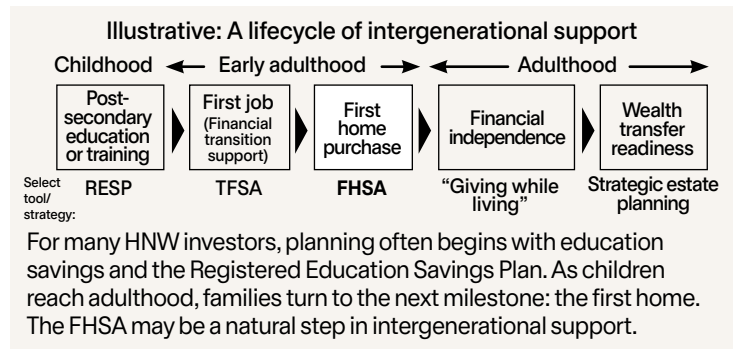 Illustrative: A lifecycle of intergenerational support
Childhood
Early adulthood
Adulthood
Post-
secondary
education
or training
First job
(Financial
transition
support)
First
home
purchase
Financial
independence
Wealth
transfer
readiness
Select
tool/
strategy:
RESP
TFSA
FHSA
“Giving while
living”
Strategic estate
planning
For many HNW investors, planning often begins with education
savings and the Registered Education Savings Plan. As children
reach adulthood, families turn to the next milestone: the first home.
The FHSA may be a natural step in intergenerational support.